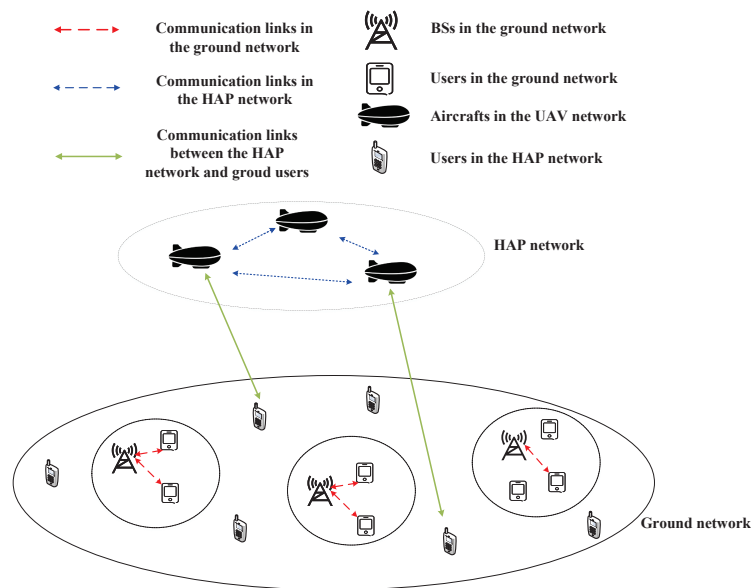 Communication links in
the ground network
BSs in the ground network
Communication links in
the HAP network
Users in the ground network
Aircrafts in the UAV network
Communication links
between the HAP
network and groud users
Users in the HAP network
HAP network
Ground network